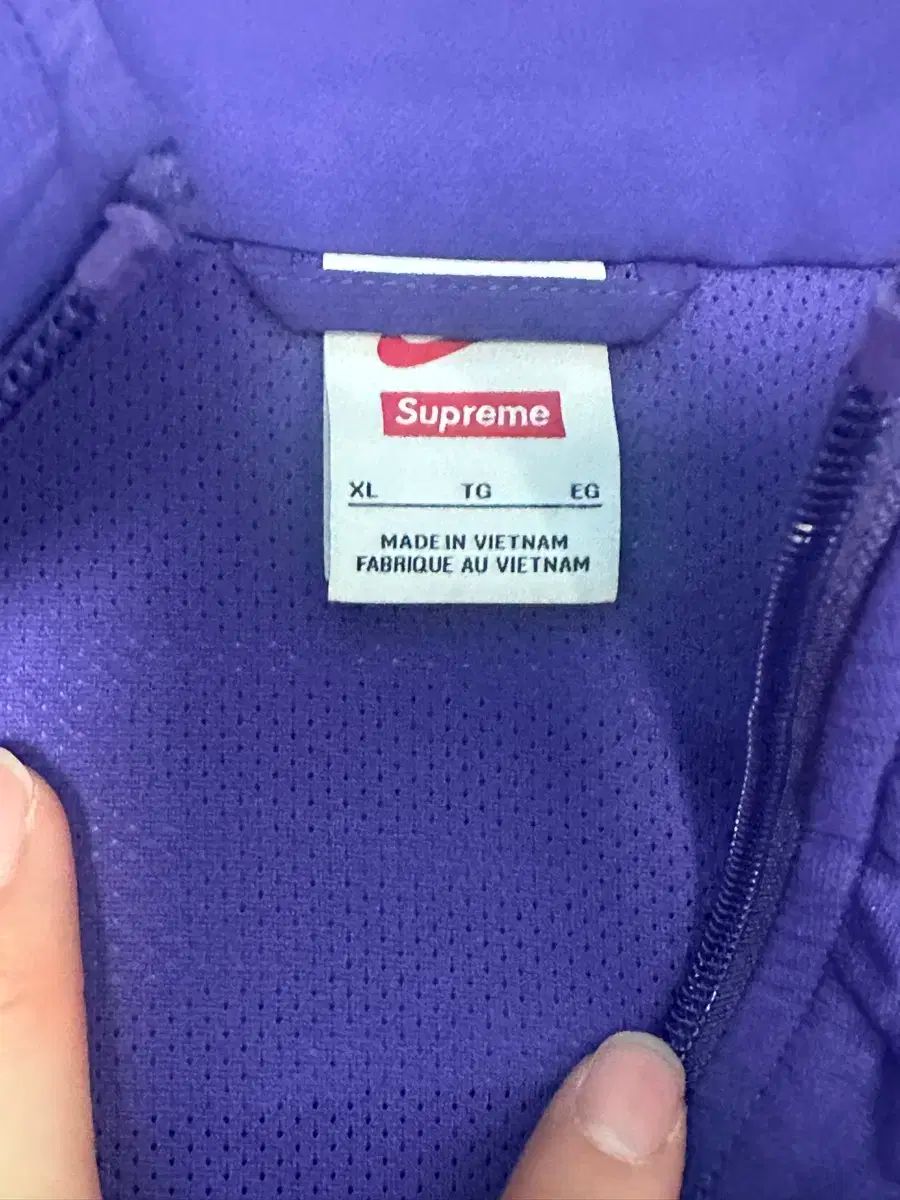 Supreme
XL TG EG
MADE IN VIETNAM
FABRIQUE AU VIETNAM